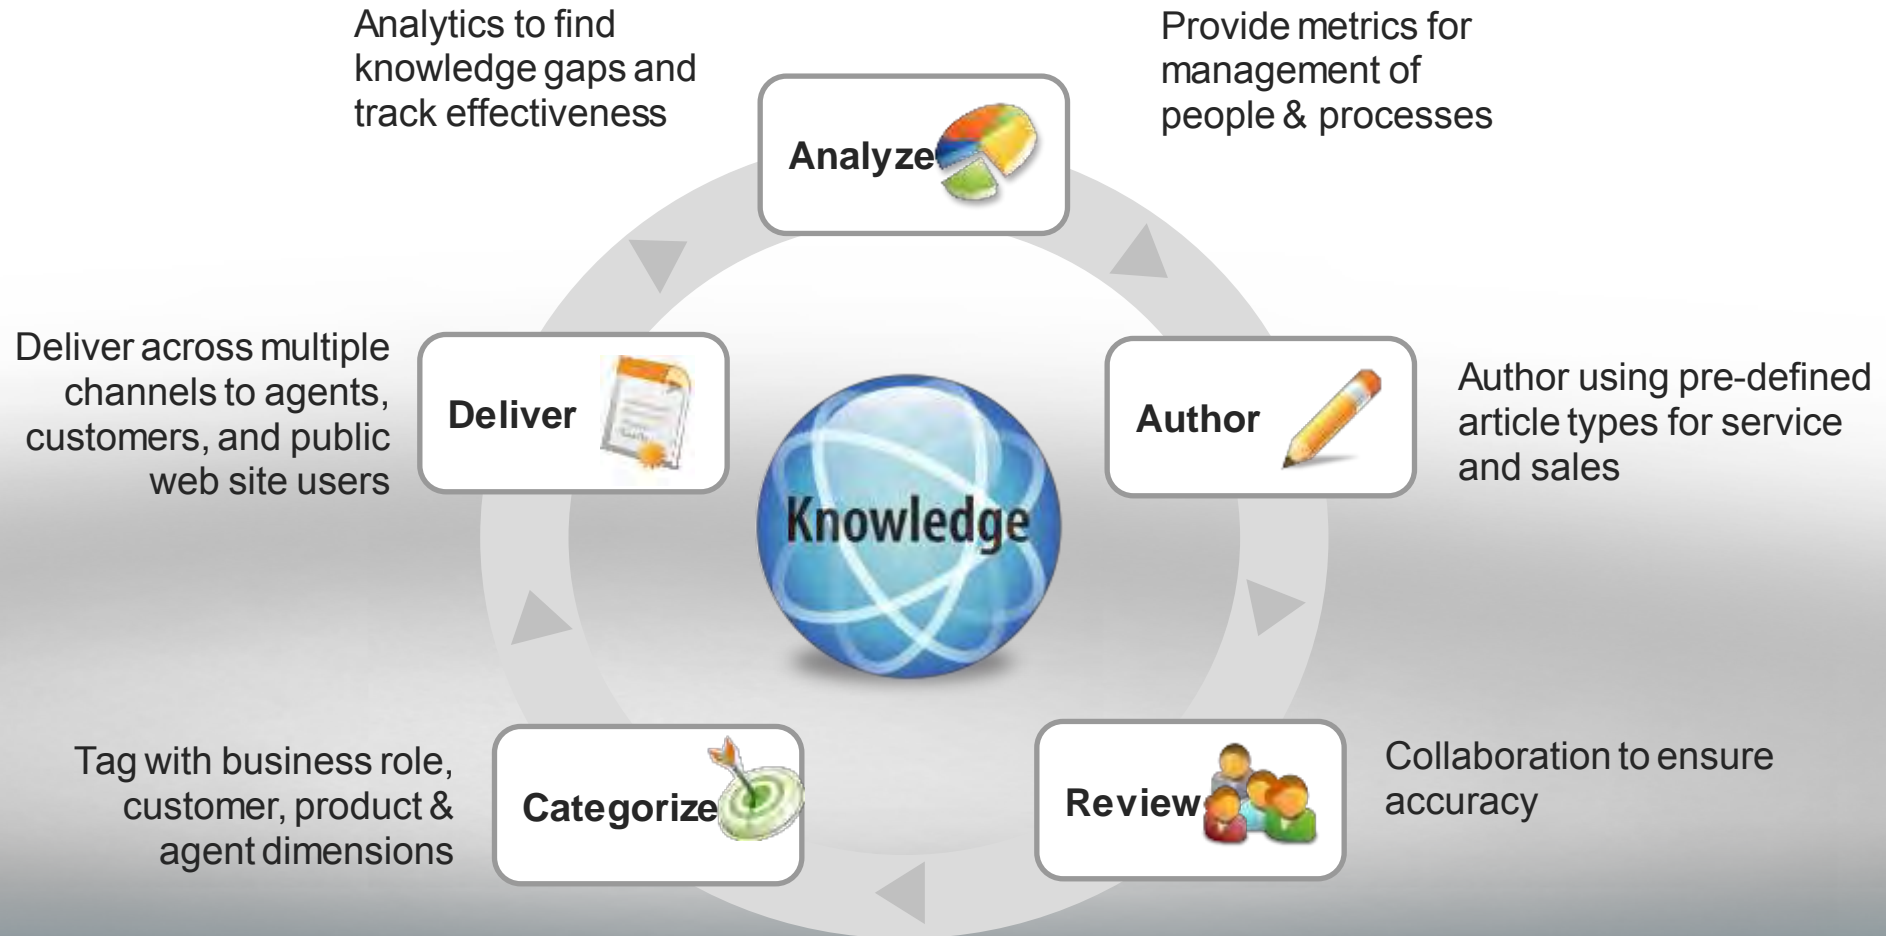 Analytics to find
knowledge gaps and
track effectiveness
Provide metrics for
management of
people & processes
Analyze
Deliver across multiple
channels to agents,
customers, and public
web site users
Deliver
Knowledge
Author
Author using pre-defined
article types for service
and sales
Tag with business role,
customer, product &
agent dimensions
Categorize
Review
Collaboration to ensure
accuracy